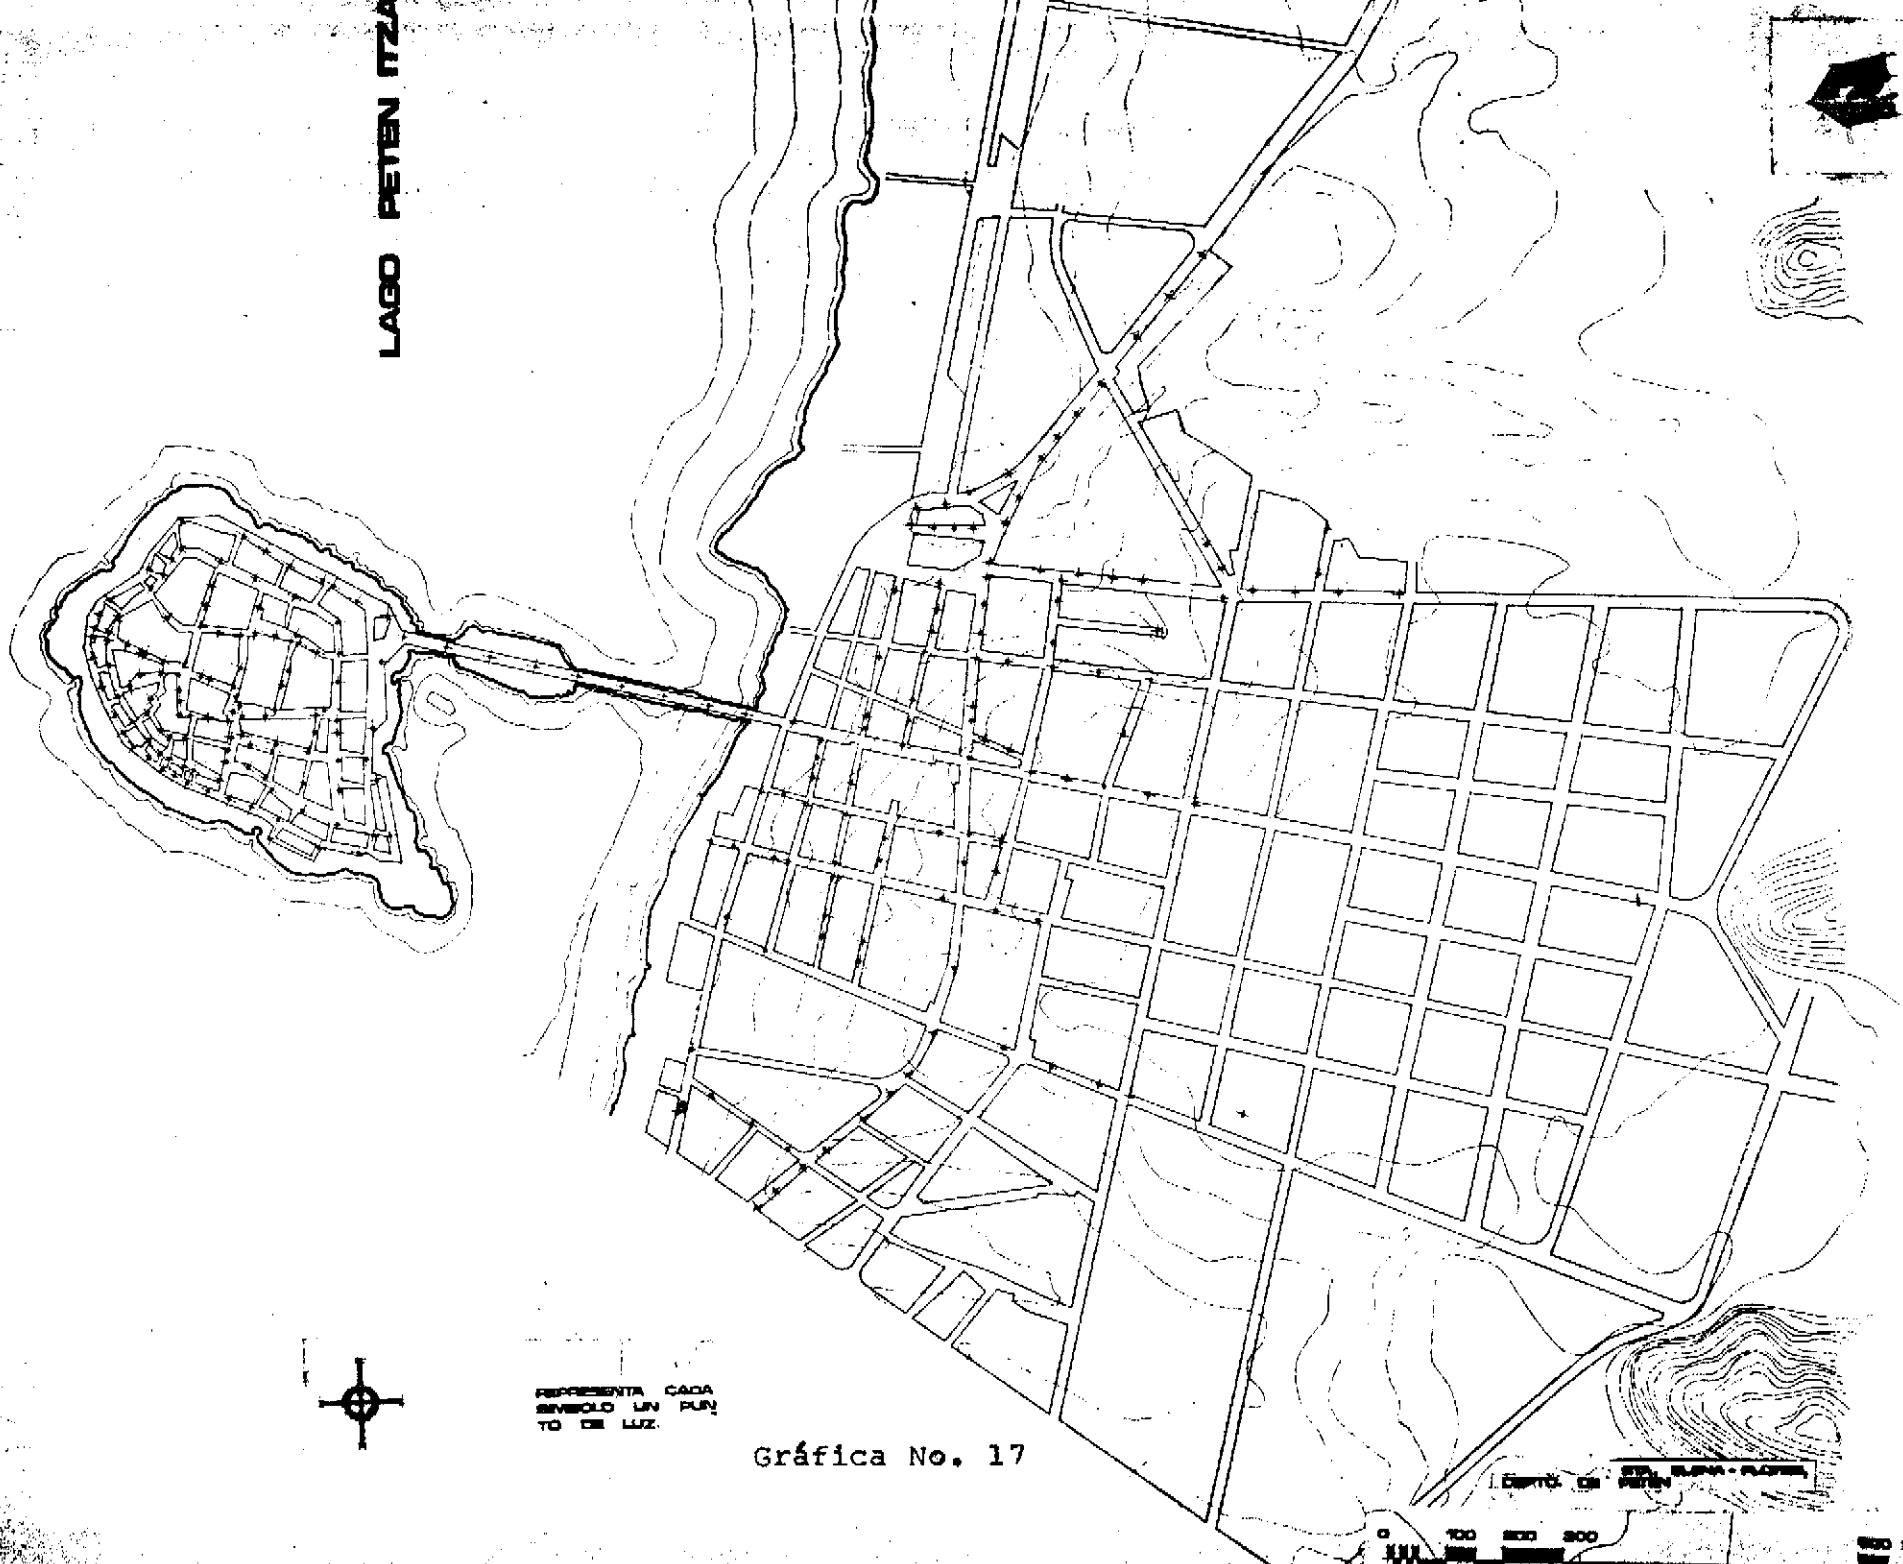 LAGO PETEN ITZA
REPRESENTA CADA
SIMBOLO UN PUN
TO DE LUZ.
Gráfica No. 17
STA. ELENA - FLORES,
DEPTO. DE PETEN
0 100 200 300